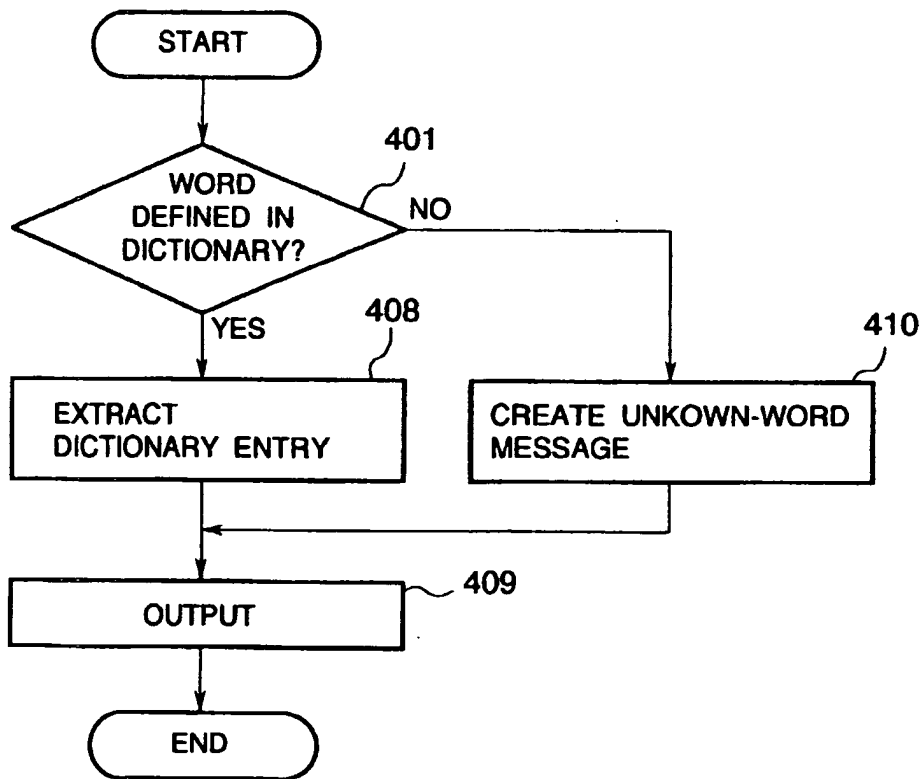 START
401
WORD
DEFINED IN
DICTIONARY?
NO
YES
408
EXTRACT
DICTIONARY ENTRY
410
CREATE UNKOWN-WORD
MESSAGE
409
OUTPUT
END